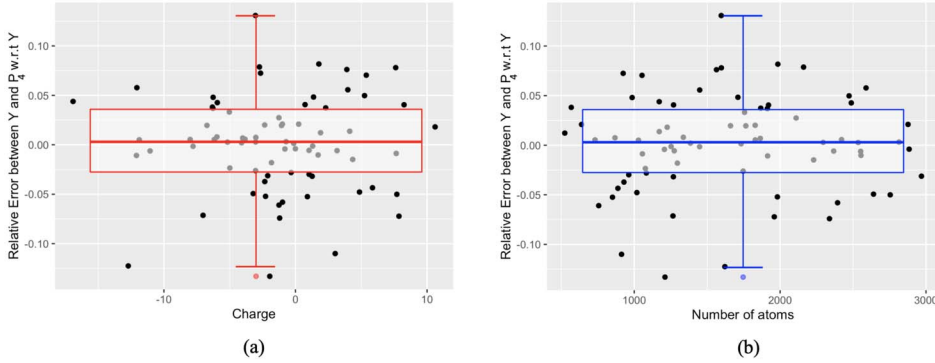 Relative Error between Y and P_4 w.r.t Y
0.10
0.05
0.00
-0.05
-0.10
-10
0
10
Charge
(a)
Relative Error between Y and P_4 w.r.t Y
0.10
0.05
0.00
-0.05
-0.10
1000
2000
3000
Number of atoms
(b)